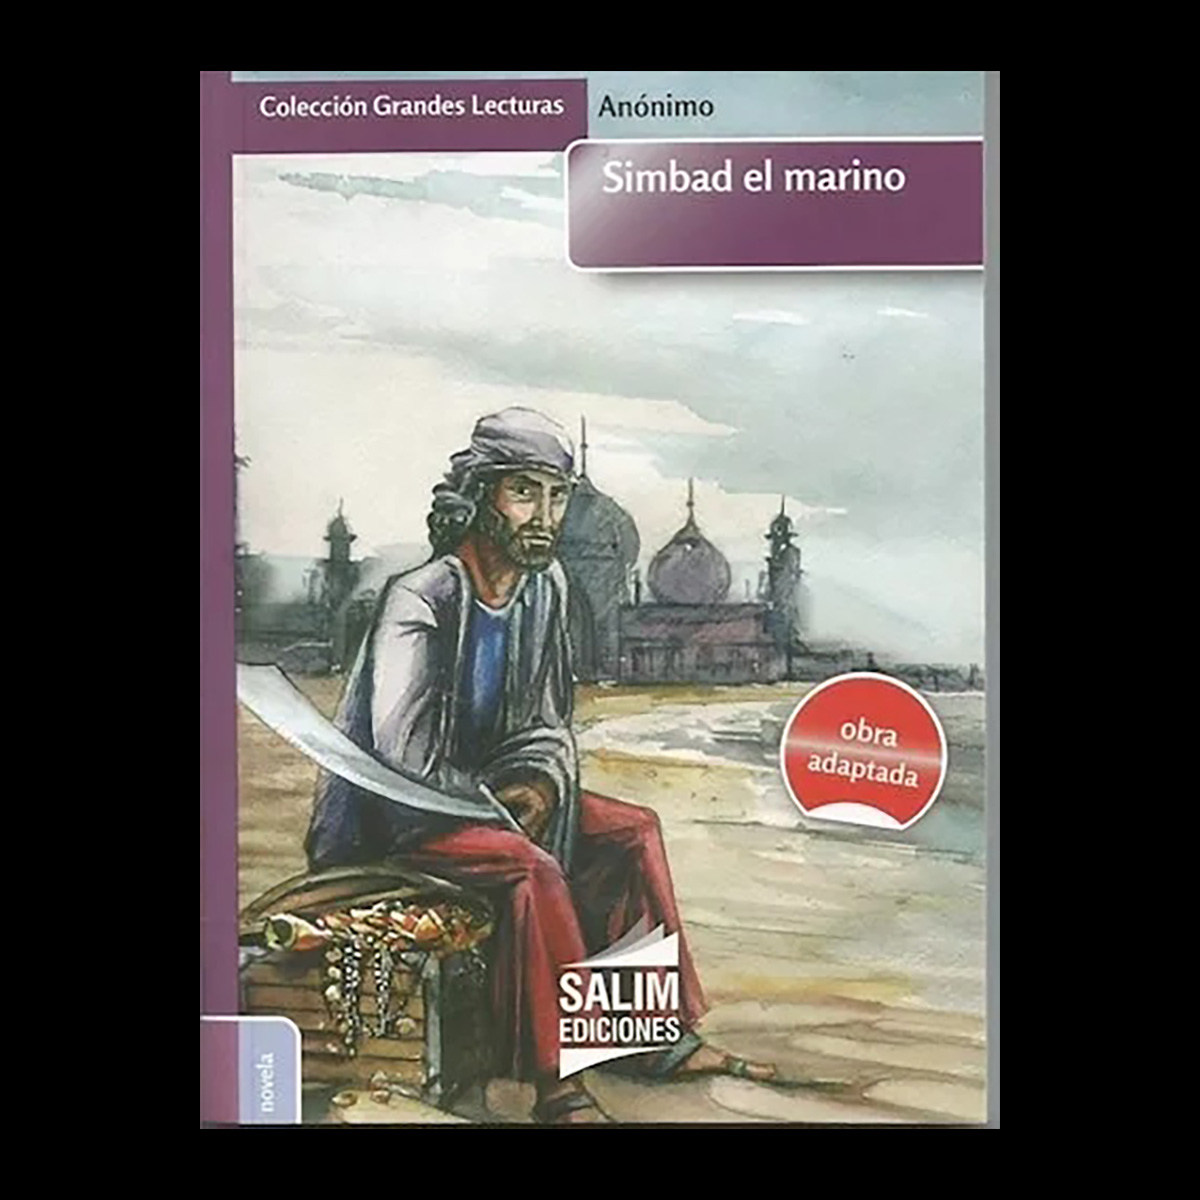 Colección Grandes Lecturas
Anónimo
Simbad el marino
obra
adaptada
SALIM
EDICIONES
novela